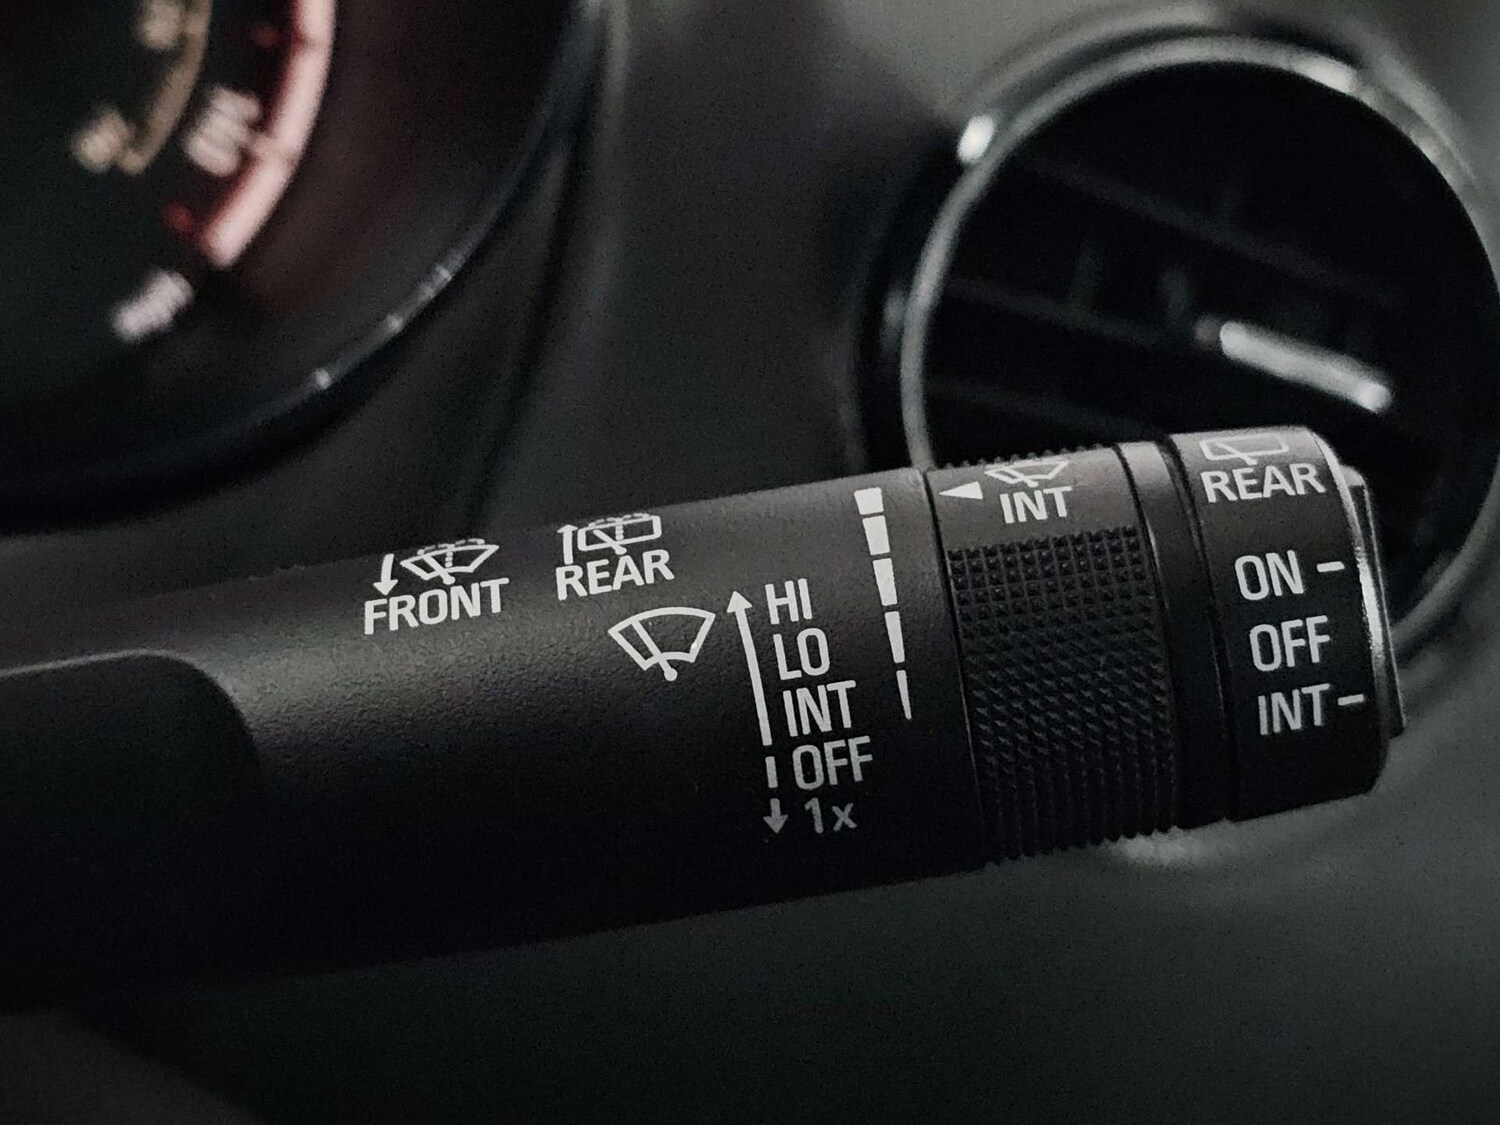 FRONT
REAR
HI
LO
INT
OFF
1x
INT
REAR
ON
OFF
INT